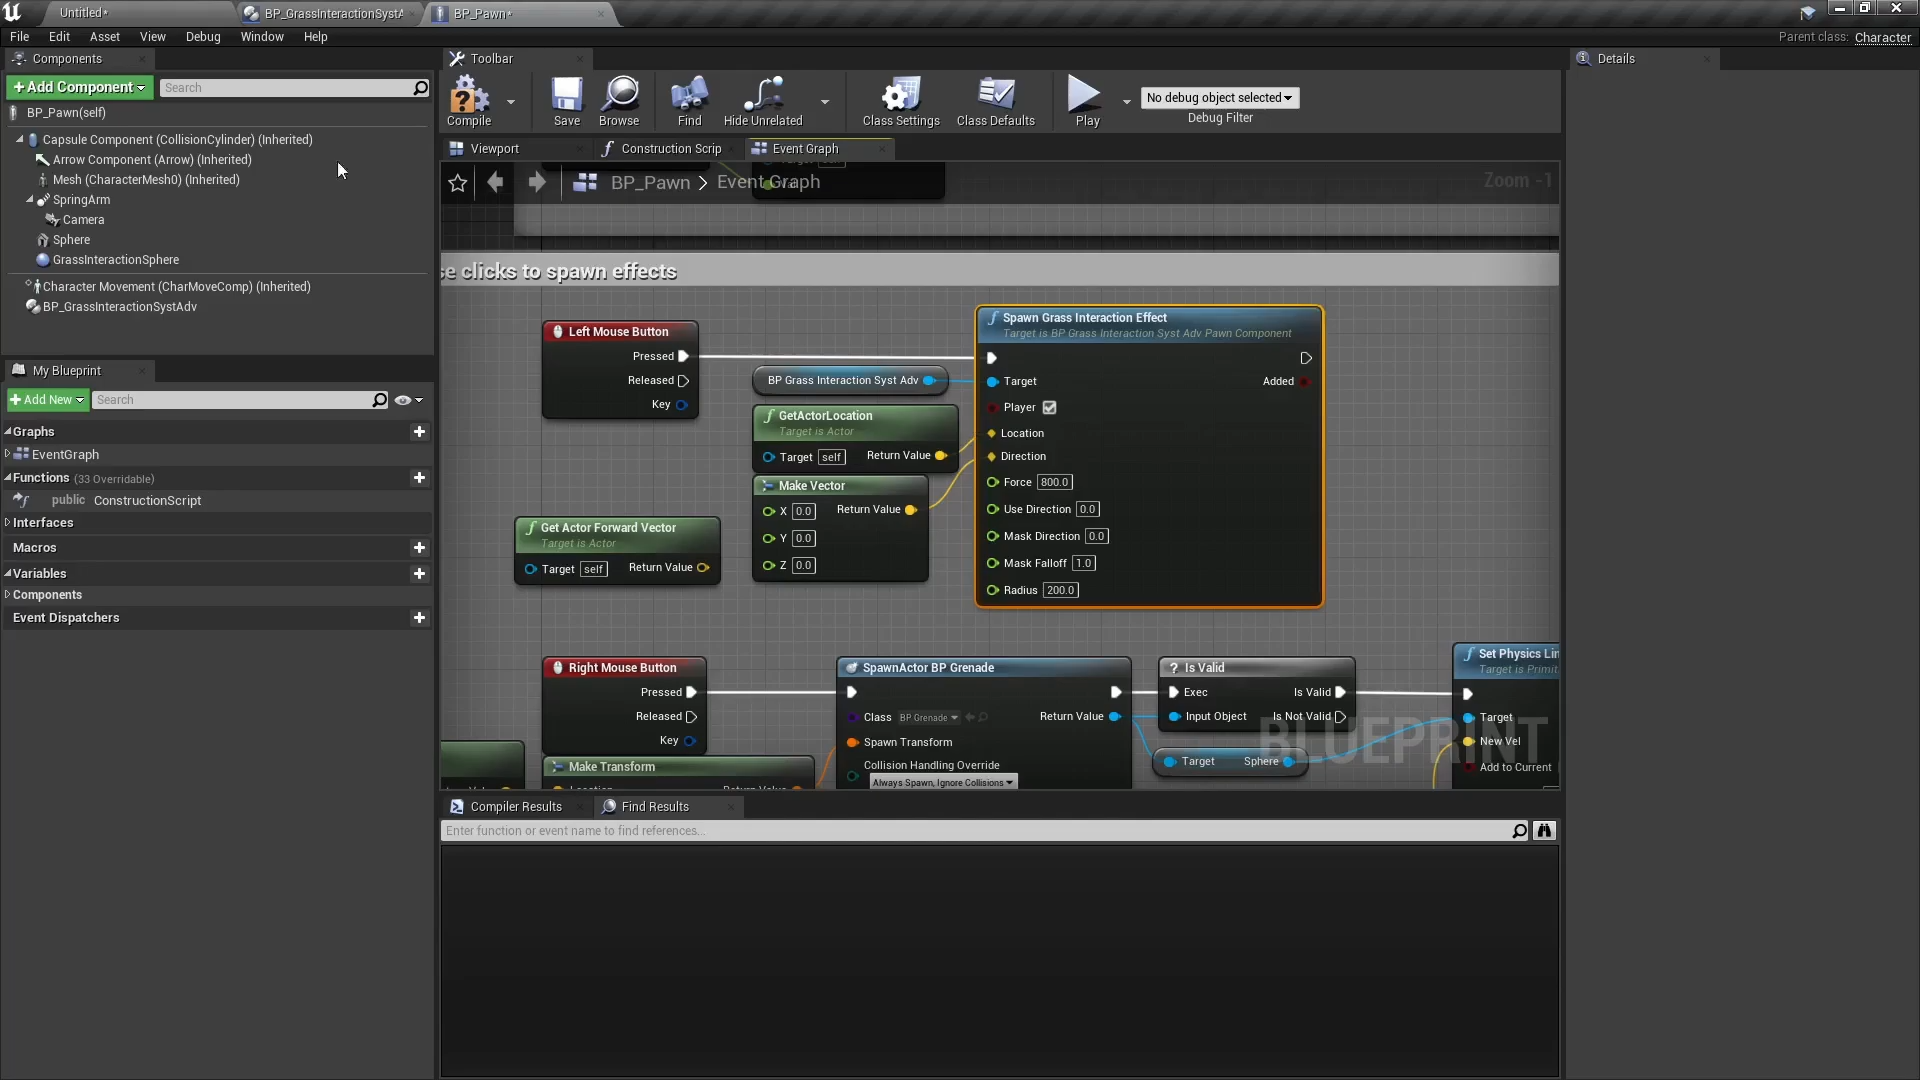 Untitled*
BP_GrassInteractionSystA
BP_Pawn*
File Edit Asset View Debug Window Help
Parent class: Character
Components
Toolbar
Details
+Add Component
Search
BP_Pawn(self)
Capsule Component (CollisionCylinder) (Inherited)
Arrow Component (Arrow) (Inherited)
Mesh (CharacterMesh0) (Inherited)
SpringArm
Camera
Sphere
GrassInteractionSphere
Character Movement (CharMoveComp) (Inherited)
BP_GrassInteractionSystAdv
Compile
Save
Browse
Find
Hide Unrelated
Class Settings
Class Defaults
Play
No debug object selected
Debug Filter
Viewport
Construction Scrip
Event Graph
BP_Pawn > Event Graph
Zoom -1
se clicks to spawn effects
Left Mouse Button
Pressed
Released
Key
BP Grass Interaction Syst Adv
GetActorLocation
Target is Actor
Target self Return Value
Make Vector
X 0.0 Return Value
Y 0.0
Z 0.0
Get Actor Forward Vector
Target is Actor
Target self Return Value
Spawn Grass Interaction Effect
Target is BP Grass Interaction Syst Adv Pawn Component
Target Added
Player
Location
Direction
Force 800.0
Use Direction 0.0
Mask Direction 0.0
Mask Falloff 1.0
Radius 200.0
Right Mouse Button
Pressed
Released
Key
Make Transform
SpawnActor BP Grenade
Class BP Grenade Return Value
Spawn Transform
Collision Handling Override
Always Spawn, Ignore Collisions
? Is Valid
Exec Is Valid
Input Object Is Not Valid
Target Sphere
Set Physics Lin
Target is Primit
Target
New Vel
Add to Current
BLUEPRINT
My Blueprint
+Add New
Search
Graphs
EventGraph
Functions (33 Overridable)
public ConstructionScript
Interfaces
Macros
Variables
Components
Event Dispatchers
Compiler Results
Find Results
Enter function or event name to find references...